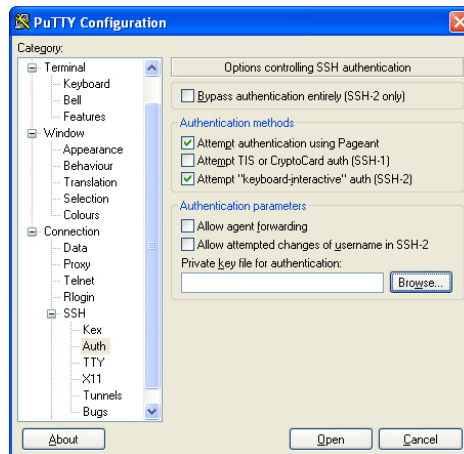 PuTTY Configuration
Category:
Terminal
Keyboard
Bell
Features
Window
Appearance
Behaviour
Translation
Selection
Colours
Connection
Data
Proxy
Telnet
Rlogin
SSH
Kex
Auth
TTY
X11
Tunnels
Bugs
Options controlling SSH authentication
Bypass authentication entirely (SSH-2 only)
Authentication methods
Attempt authentication using Pageant
Attempt TIS or CryptoCard auth (SSH-1)
Attempt "keyboard-interactive" auth (SSH-2)
Authentication parameters
Allow agent forwarding
Allow attempted changes of username in SSH-2
Private key file for authentication:
Browse...
About
Open
Cancel